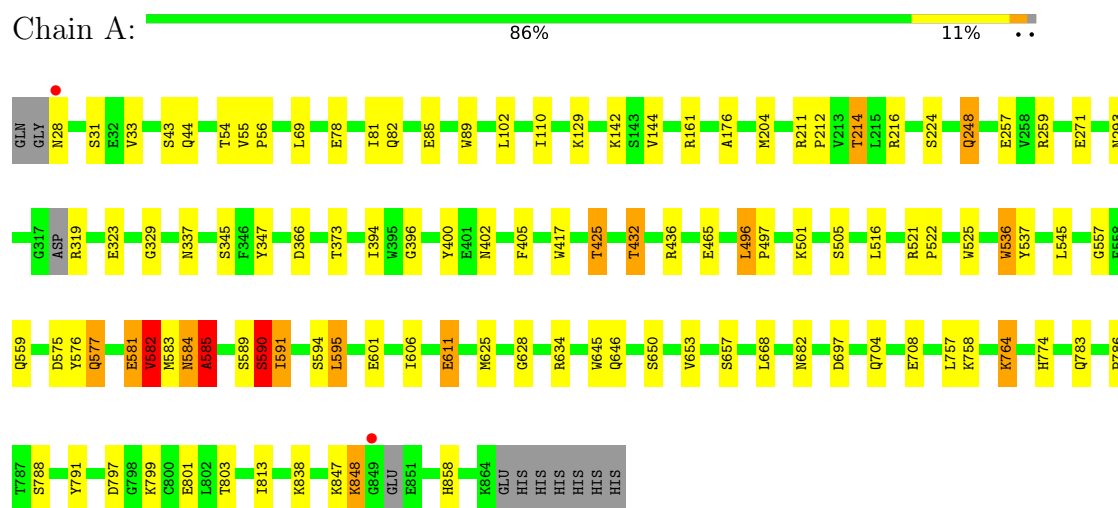 Chain A:
86% 11% • •
GLN GLY N28 S31 E32 V33 S43 Q44 T54 V55 P56 L69 E78 I81 Q82 E85 W89 L102 I110 K129 K142 S143 V144 R161 A176 M204 R211 P212 V213 T214 L215 R216 S224 Q248 E257 V258 R259 E271
G317 ASP R319 E323 G329 N337 S345 F346 Y347 D366 T373 I394 W395 G396 Y400 E401 N402 F405 W417 T425 T432 R436 E465 L496 P497 K501 S505 L516 R521 P522 W525 W536 Y537 L545 G557
Q559 D575 Y576 Q577 E581 V582 M583 N584 A585 S589 S590 I591 S594 L595 E601 I606 E611 M625 G628 R634 W645 Q646 S650 V653 S657 L668 N682 D697 Q704 E708 L757 K758 K764 H774 Q783
T787 S788 Y791 D797 G798 K799 C800 E801 L802 T803 I813 K838 K847 K848 G849 GLU E851 H858 K864 GLU HIS HIS HIS HIS HIS HIS